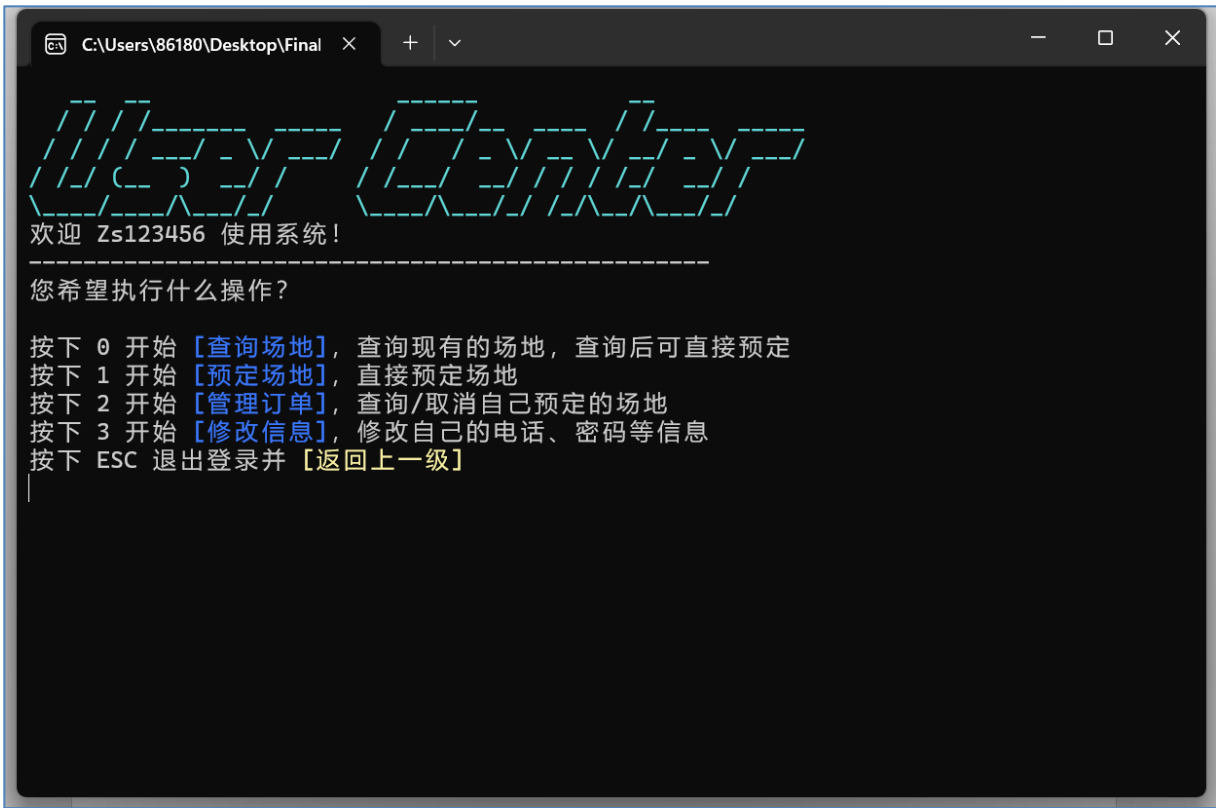 C:\Users\86180\Desktop\Final
User Center
欢迎 Zs123456 使用系统!
--------------------------------------------------
您希望执行什么操作?
按下 0 开始 [查询场地], 查询现有的场地, 查询后可直接预定
按下 1 开始 [预定场地], 直接预定场地
按下 2 开始 [管理订单], 查询/取消自己预定的场地
按下 3 开始 [修改信息], 修改自己的电话、密码等信息
按下 ESC 退出登录并 [返回上一级]